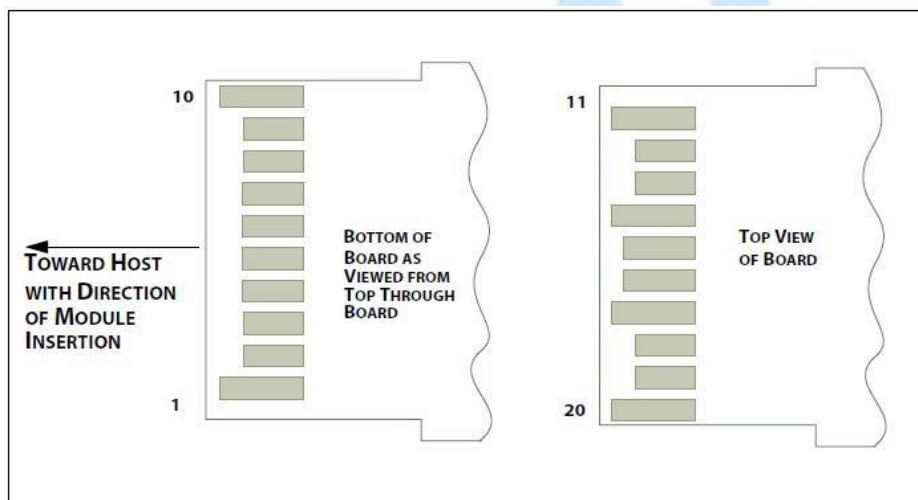 10
1
TOWARD HOST
WITH DIRECTION
OF MODULE
INSERTION
BOTTOM OF
BOARD AS
VIEWED FROM
TOP THROUGH
BOARD
11
20
TOP VIEW
OF BOARD